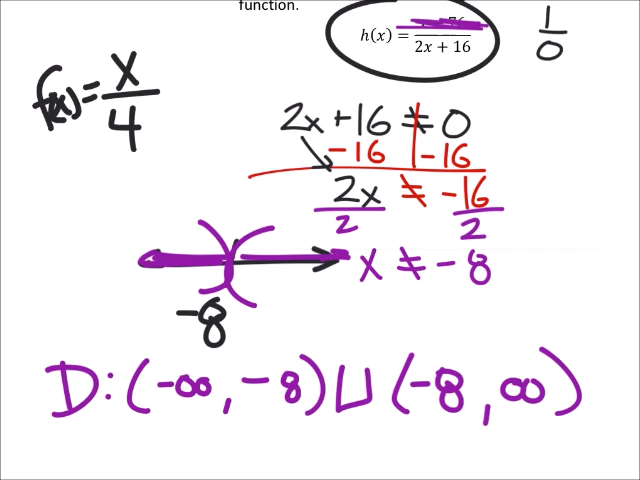 function.
h(x) = 
2x + 16
1
0
f(x) = x
4
2x + 16 ≠ 0
-16 -16
2x ≠ -16
2 2
x ≠ -8
-8
D: (-∞, -8) ∪ (-8, ∞)